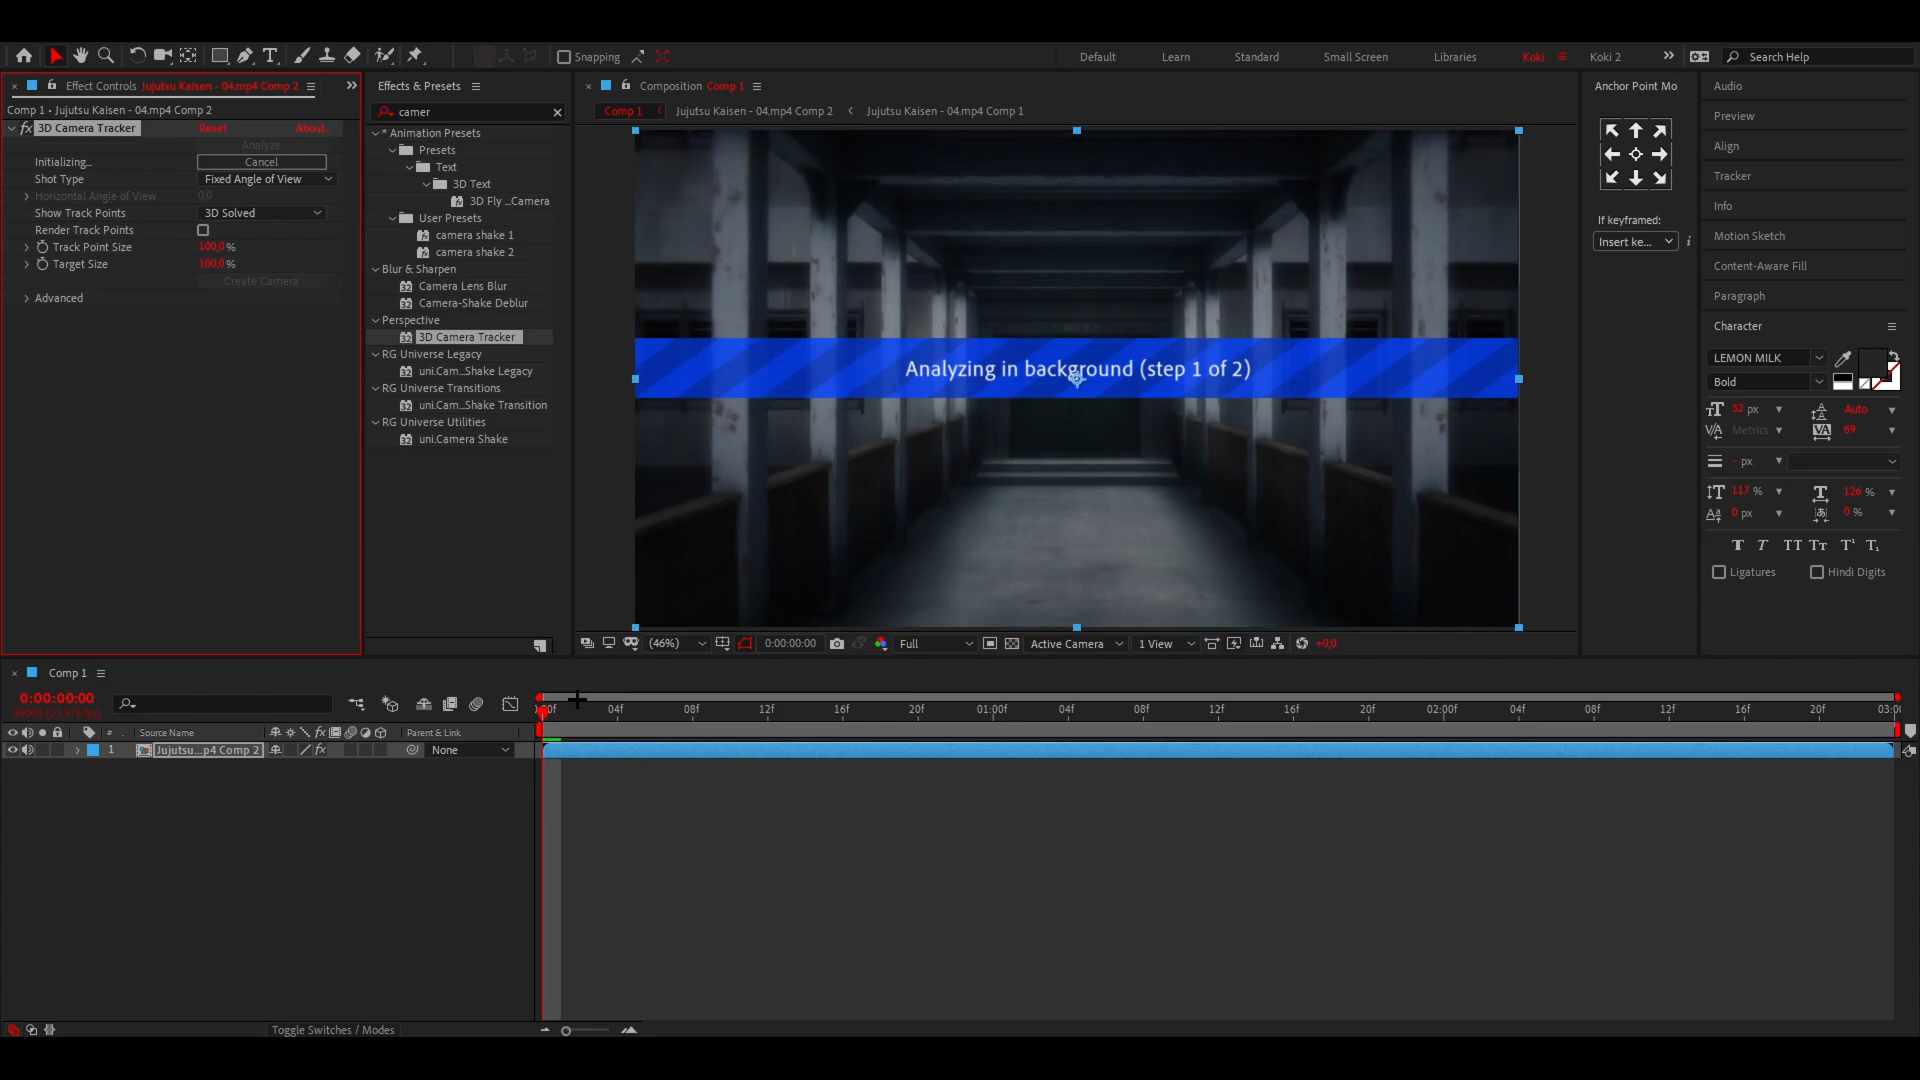 Snapping
Default
Learn
Standard
Small Screen
Libraries
Koki
Koki 2
Search Help
Effect Controls Jujutsu Kaisen - 04.mp4 Comp 2
Comp 1 • Jujutsu Kaisen - 04.mp4 Comp 2
fx 3D Camera Tracker
Reset
About...
Analyze
Initializing...
Cancel
Shot Type
Fixed Angle of View
Horizontal Angle of View
0,0
Show Track Points
3D Solved
Render Track Points
Track Point Size
100,0 %
Target Size
100,0 %
Create Camera
Advanced
Effects & Presets
camer
* Animation Presets
Presets
Text
3D Text
3D Fly _Camera
User Presets
camera shake 1
camera shake 2
Blur & Sharpen
Camera Lens Blur
Camera-Shake Deblur
Perspective
3D Camera Tracker
RG Universe Legacy
uni.Cam...Shake Legacy
RG Universe Transitions
uni.Cam...Shake Transition
RG Universe Utilities
uni.Camera Shake
Composition Comp 1
Comp 1
Jujutsu Kaisen - 04.mp4 Comp 2
Jujutsu Kaisen - 04.mp4 Comp 1
Analyzing in background (step 1 of 2)
(46%)
0:00:00:00
Full
Active Camera
1 View
+0,0
Anchor Point Mo
If keyframed:
Insert ke...
Audio
Preview
Align
Tracker
Info
Motion Sketch
Content-Aware Fill
Paragraph
Character
LEMON MILK
Bold
32 px
Auto
Metrics
69
- px
117 %
126 %
0 px
0 %
Ligatures
Hindi Digits
Comp 1
0:00:00:00
Source Name
Parent & Link
1
Jujutsu...p4 Comp 2
None
00f
04f
08f
12f
16f
20f
01:00f
04f
08f
12f
16f
20f
02:00f
04f
08f
12f
16f
20f
03:0
Toggle Switches / Modes